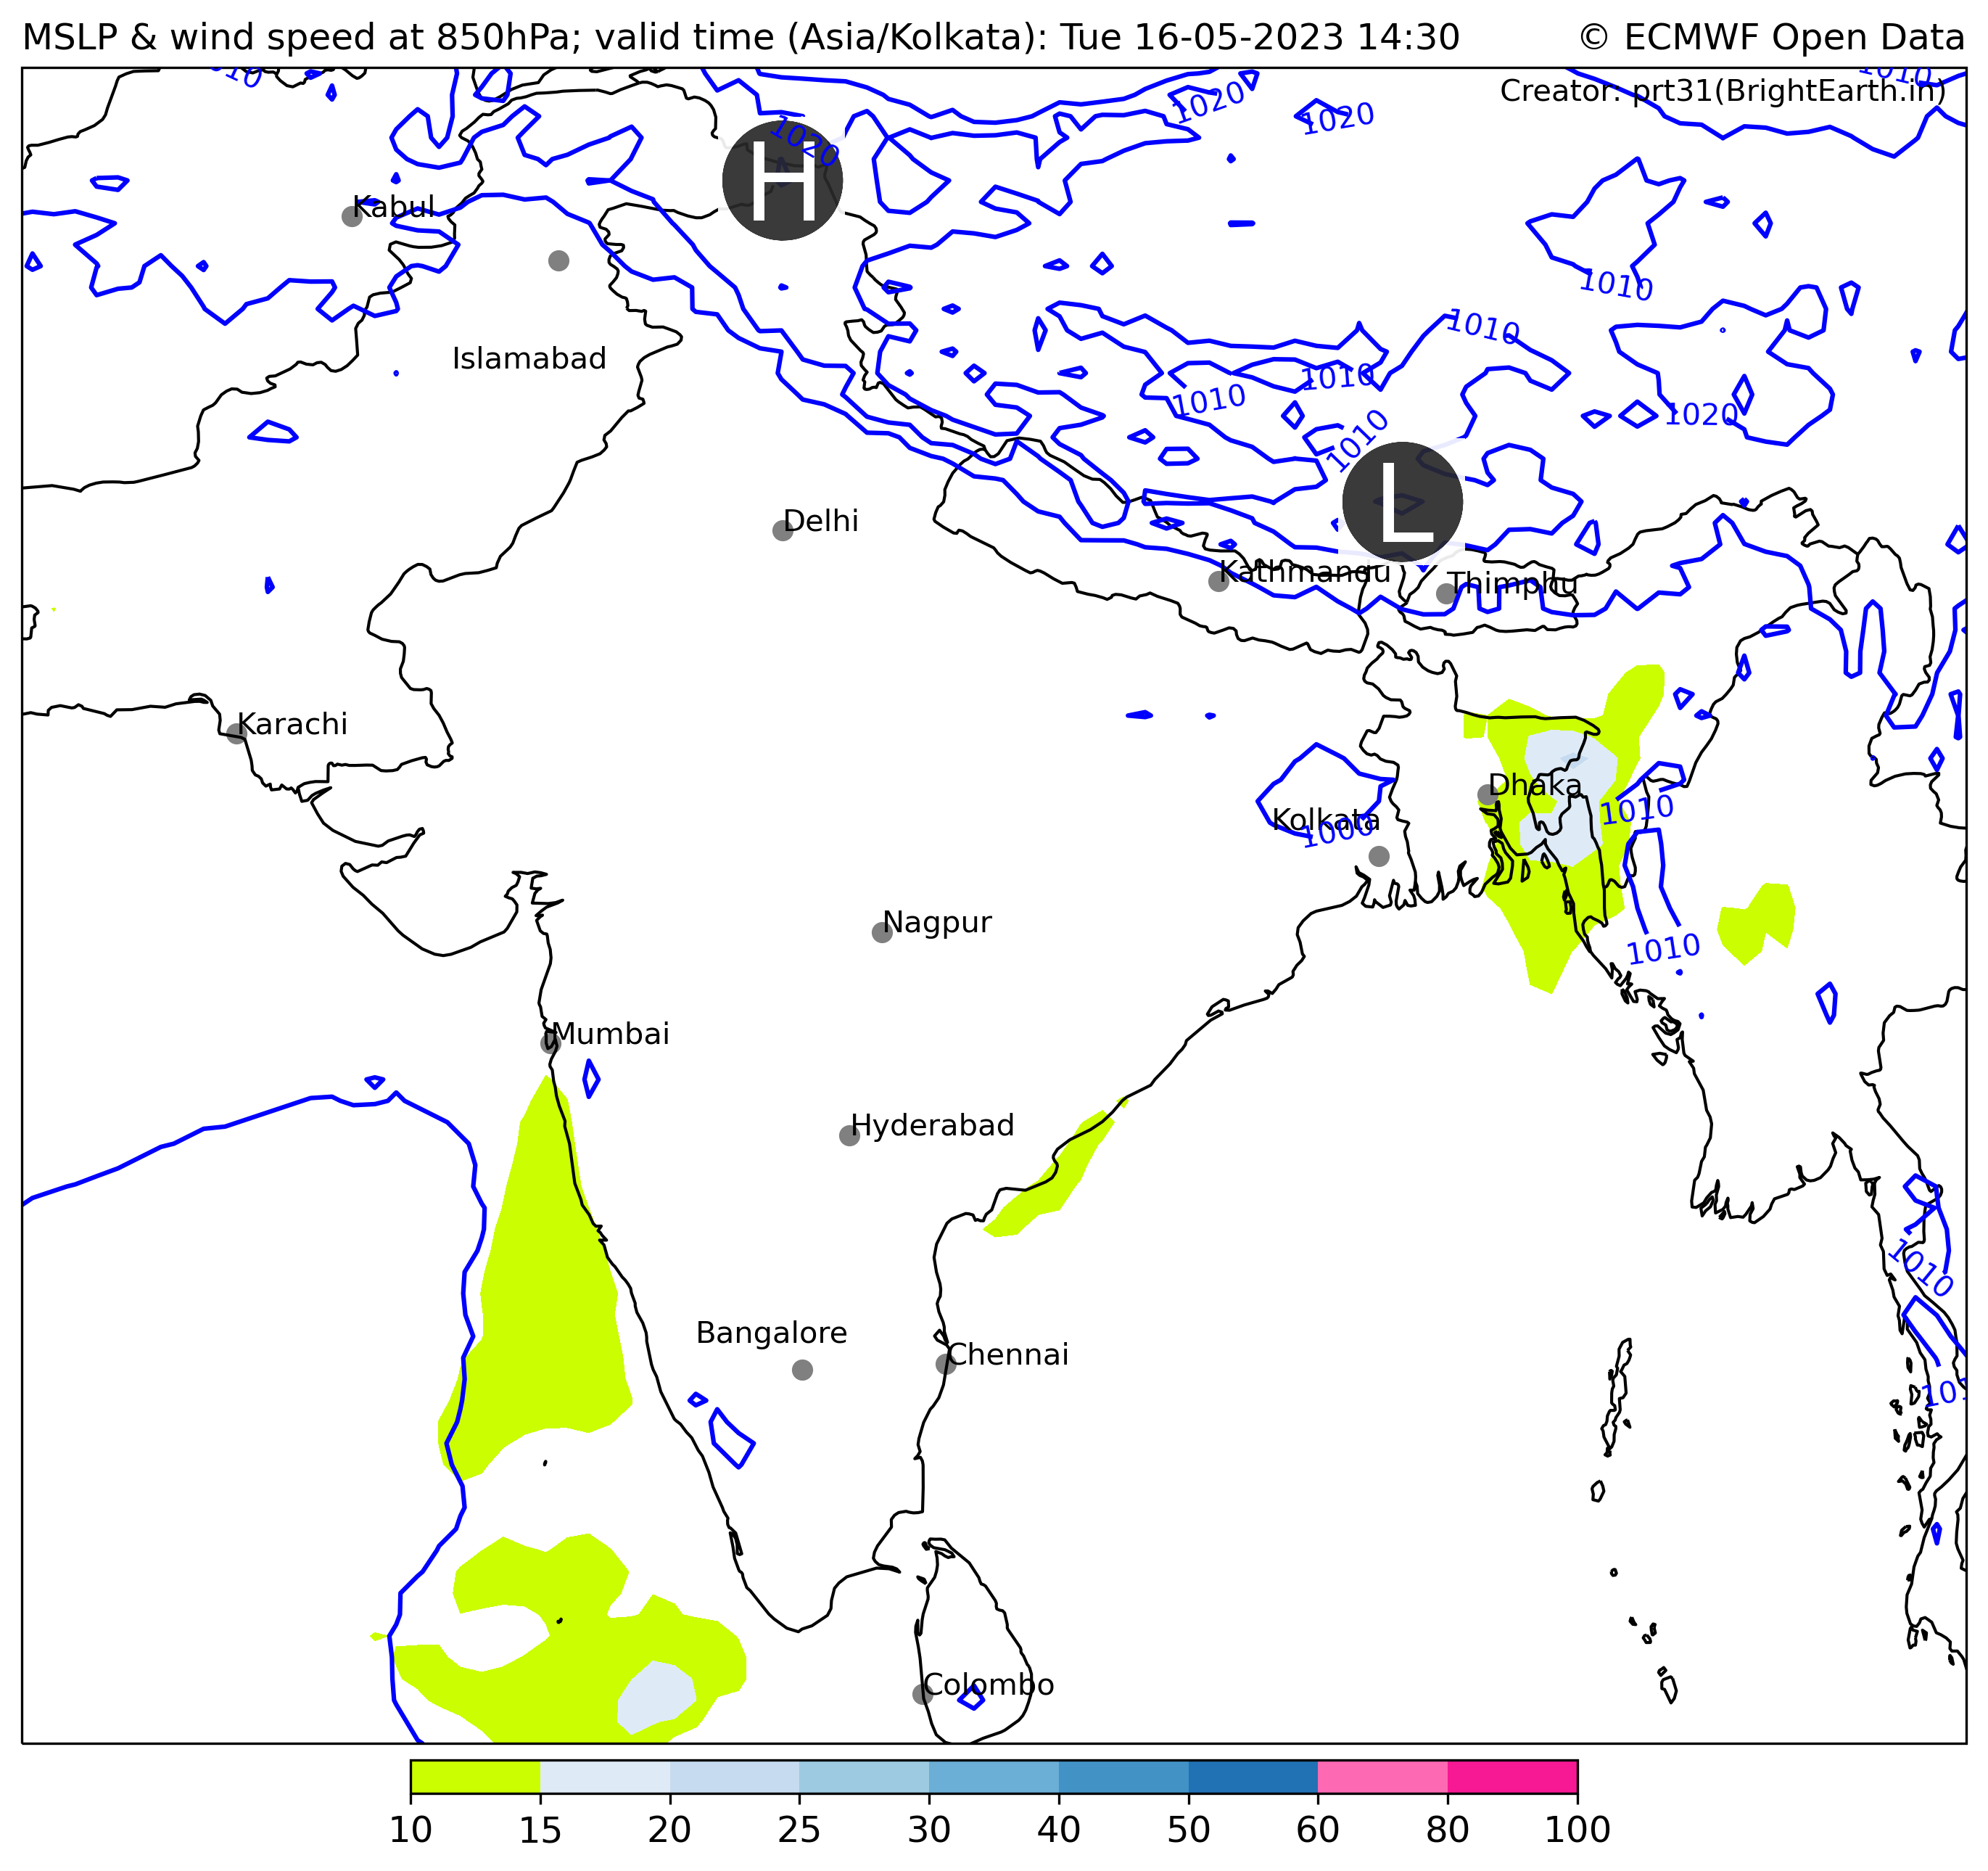 MSLP & wind speed at 850hPa; valid time (Asia/Kolkata): Tue 16-05-2023 14:30
© ECMWF Open Data
Creator: prt31(BrightEarth.in)
1010
1020
1020
1020
H
Kabul
1010
1010
Islamabad
1010
1010
1020
1010
L
Delhi
Kathmandu
Thimphu
Karachi
Dhaka
1010
Kolkata
1000
Nagpur
1010
Mumbai
Hyderabad
1010
Bangalore
Chennai
Colombo
10 15 20 25 30 40 50 60 80 100